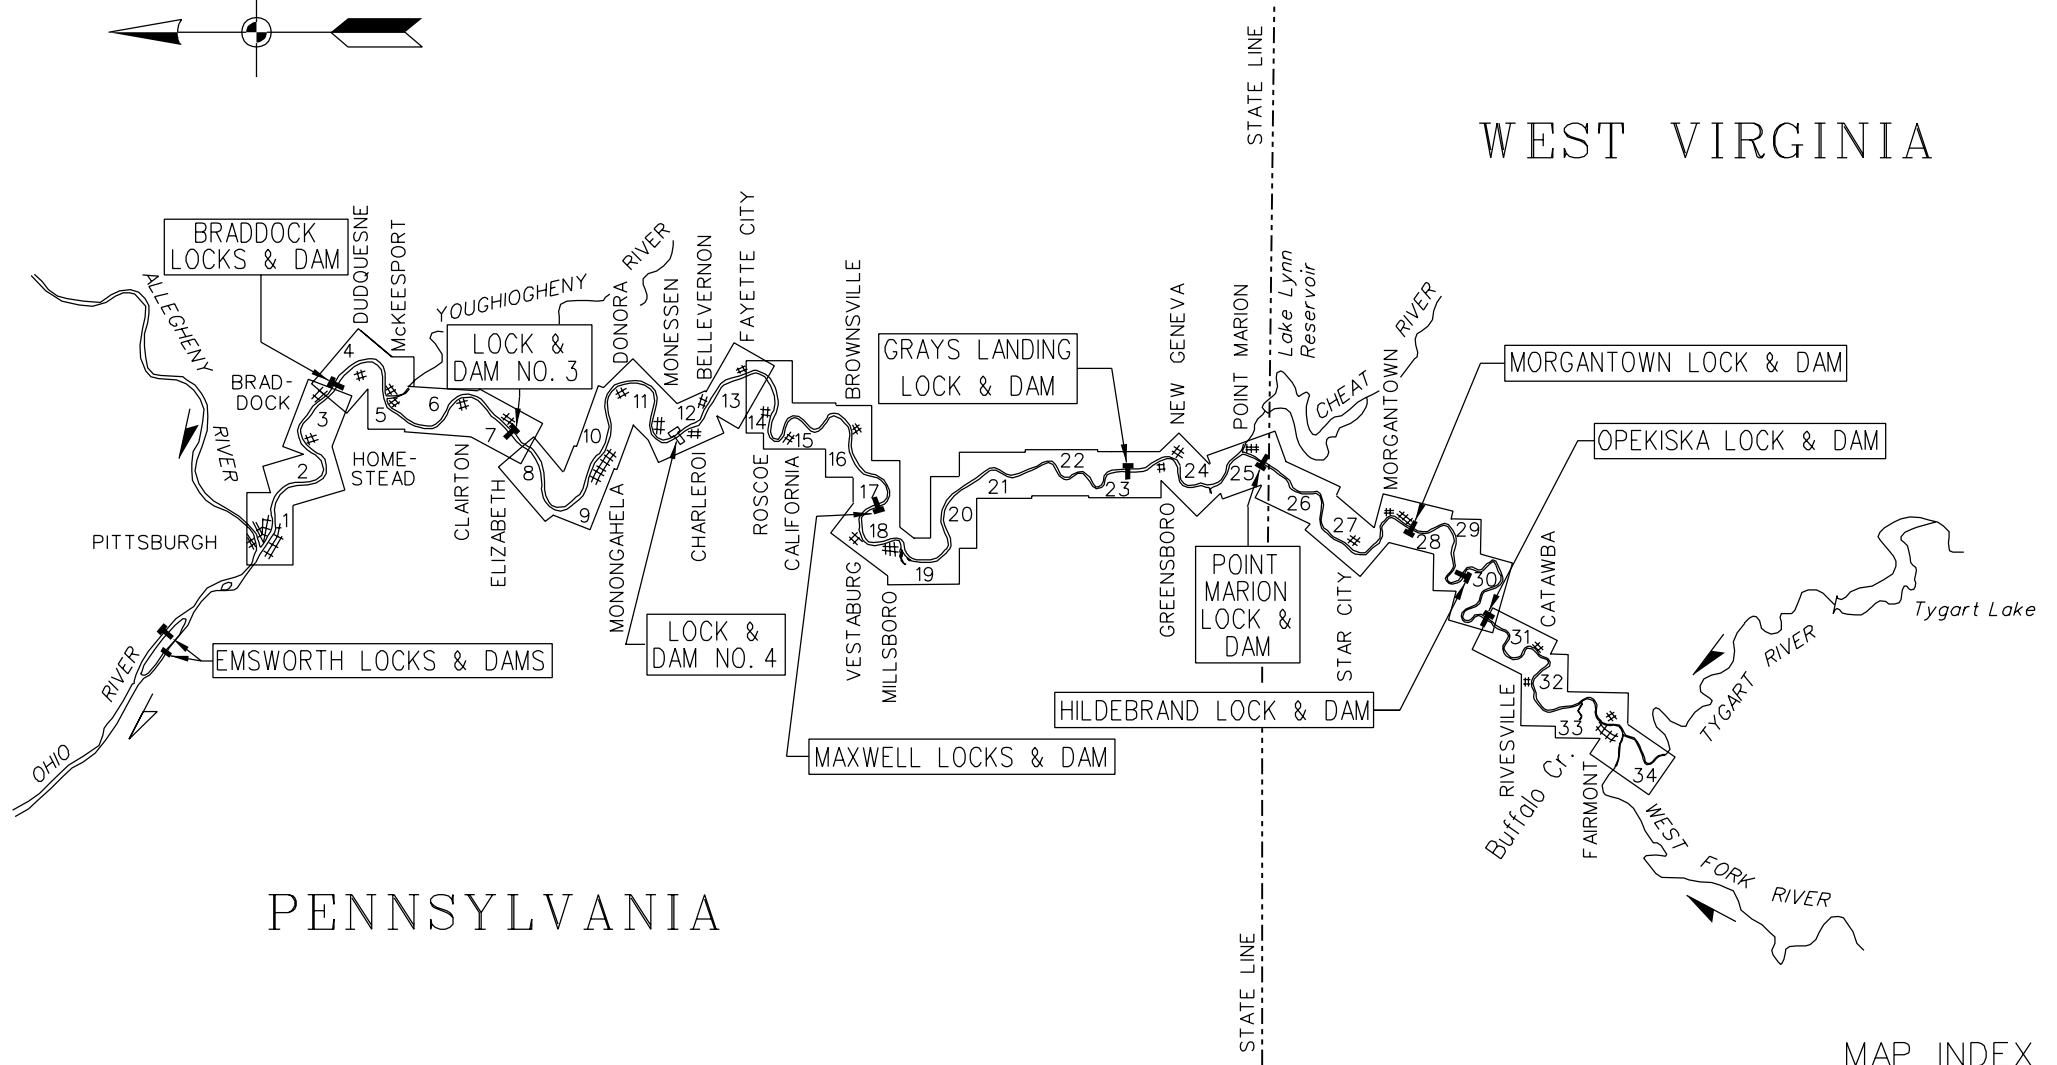 STATE LINE
WEST VIRGINIA
BRADDOCK
LOCKS & DAM
DUDQUESNE
McKEESPORT
ALLEGHENY
RIVER
YOUGHIOGHENY
RIVER
LOCK &
DAM NO. 3
DONORA
MONESSEN
BELLEVERNON
FAYETTE CITY
BROWNSVILLE
GRAYS LANDING
LOCK & DAM
NEW GENEVA
POINT MARION
Lake Lynn
Reservoir
CHEAT
RIVER
MORGANTOWN
MORGANTOWN LOCK & DAM
OPEKISKA LOCK & DAM
BRAD-
DOCK
HOME-
STEAD
PITTSBURGH
CLAIRTON
ELIZABETH
MONONGAHELA
CHARLEROI
ROSCOE
CALIFORNIA
VESTABURG
MILLSBORO
GREENSBORO
POINT
MARION
LOCK &
DAM
STAR CITY
CATAWBA
Tygart Lake
TYGART RIVER
1
2
3
4
5
6
7
8
9
10
11
12
13
14
15
16
17
18
19
20
21
22
23
24
25
26
27
28
29
30
31
32
33
34
EMSWORTH LOCKS & DAMS
LOCK &
DAM NO. 4
HILDEBRAND LOCK & DAM
MAXWELL LOCKS & DAM
OHIO
RIVER
RIVESVILLE
Buffalo Cr.
FAIRMONT
WEST
FORK RIVER
PENNSYLVANIA
STATE LINE
MAP INDEX